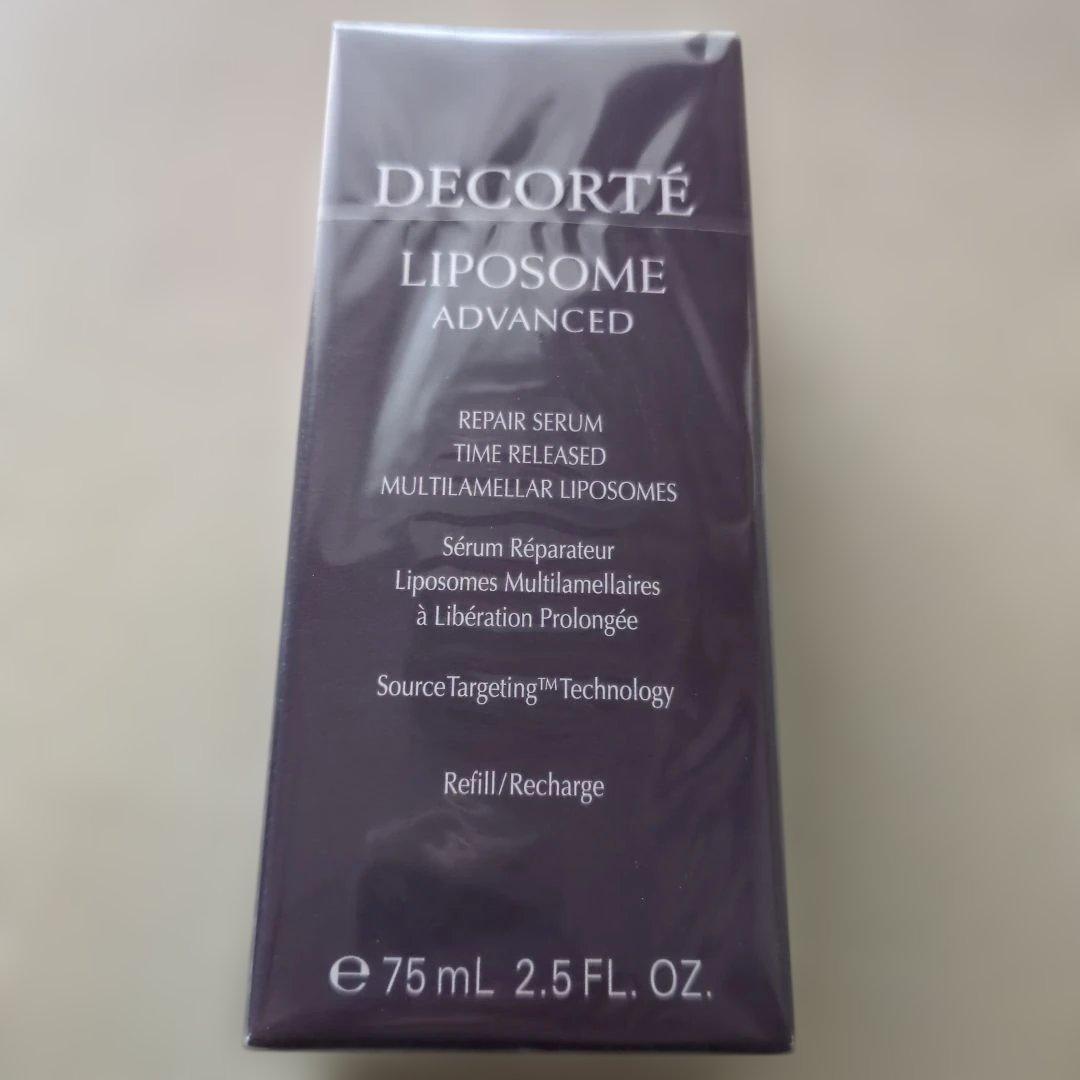 DECORTÉ
LIPOSOME
ADVANCED
REPAIR SERUM
TIME RELEASED
MULTILAMELLAR LIPOSOMES
Sérum Réparateur
Liposomes Multilamellaires
à Libération Prolongée
SourceTargeting™Technology
Refill/Recharge
℮ 75 mL 2.5 FL. OZ.